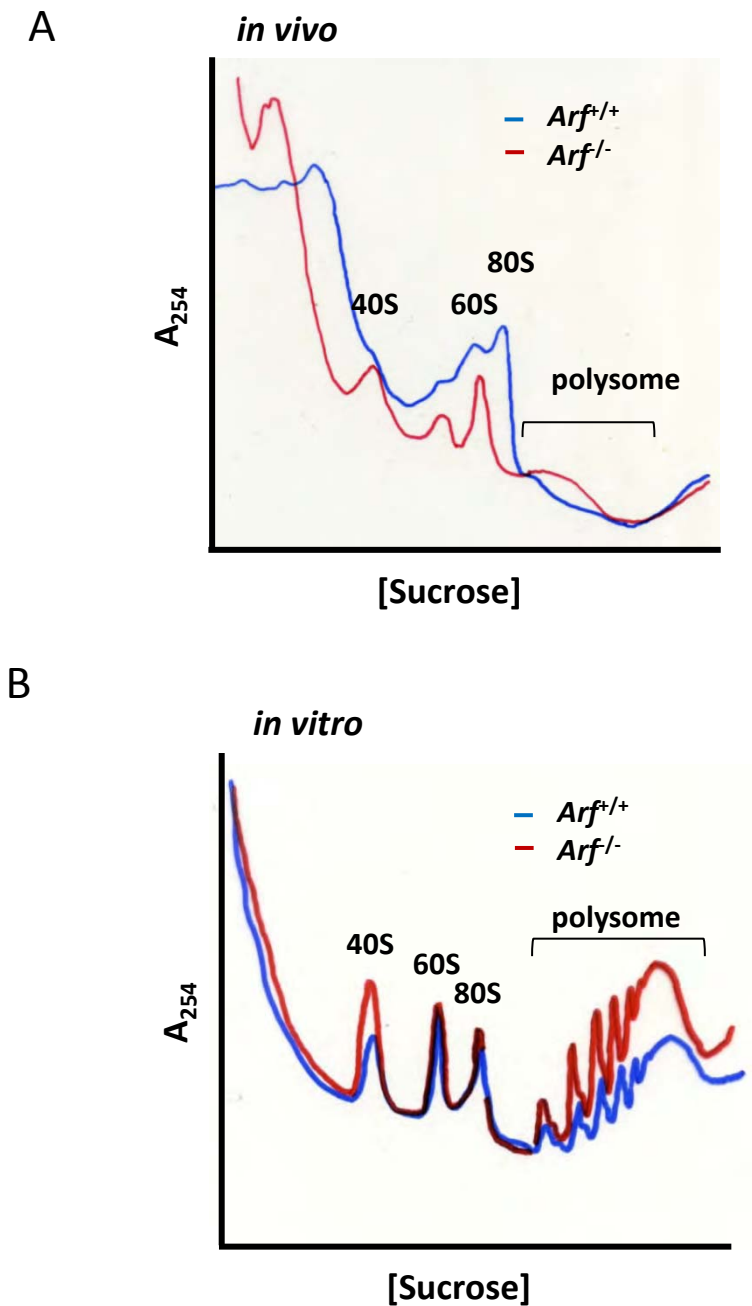 A
in vivo
Arf+/+
Arf-/-
80S
40S
60S
polysome
A254
[Sucrose]
B
in vitro
Arf+/+
Arf-/-
polysome
40S
60S
80S
A254
[Sucrose]